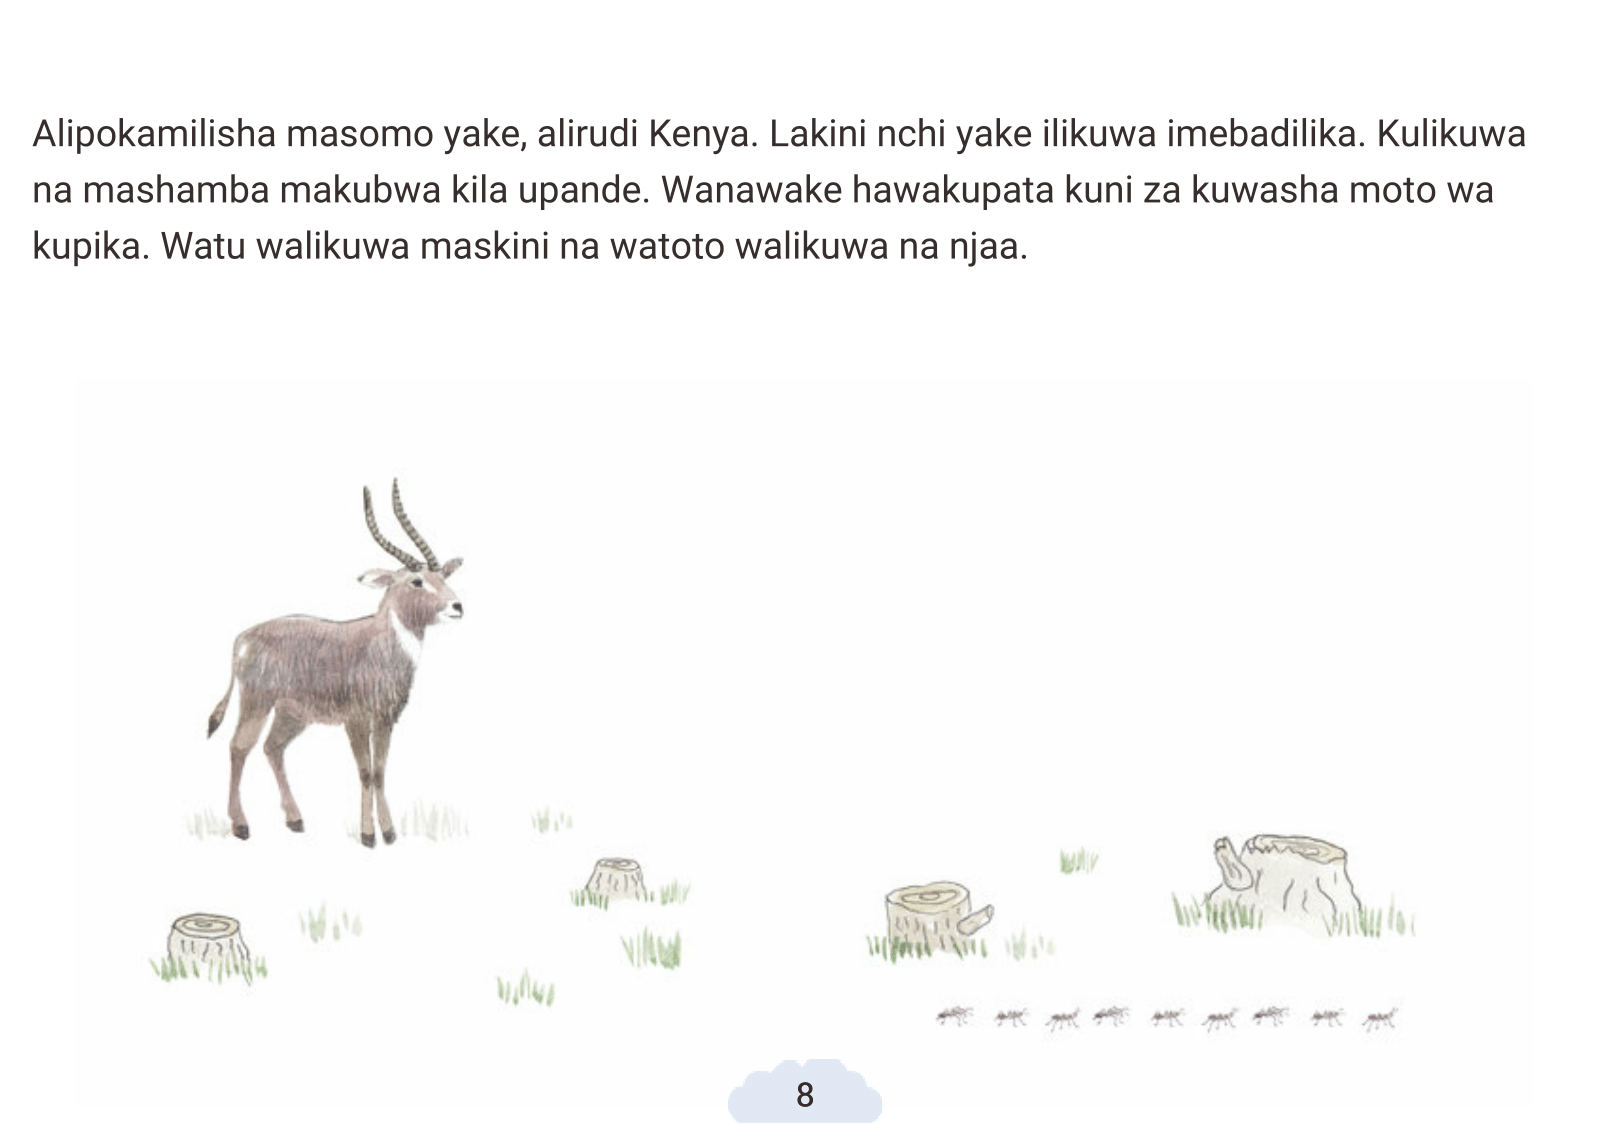 Alipokamilisha masomo yake, alirudi Kenya. Lakini nchi yake ilikuwa imebadilika. Kulikuwa
na mashamba makubwa kila upande. Wanawake hawakupata kuni za kuwasha moto wa
kupika. Watu walikuwa maskini na watoto walikuwa na njaa.
8